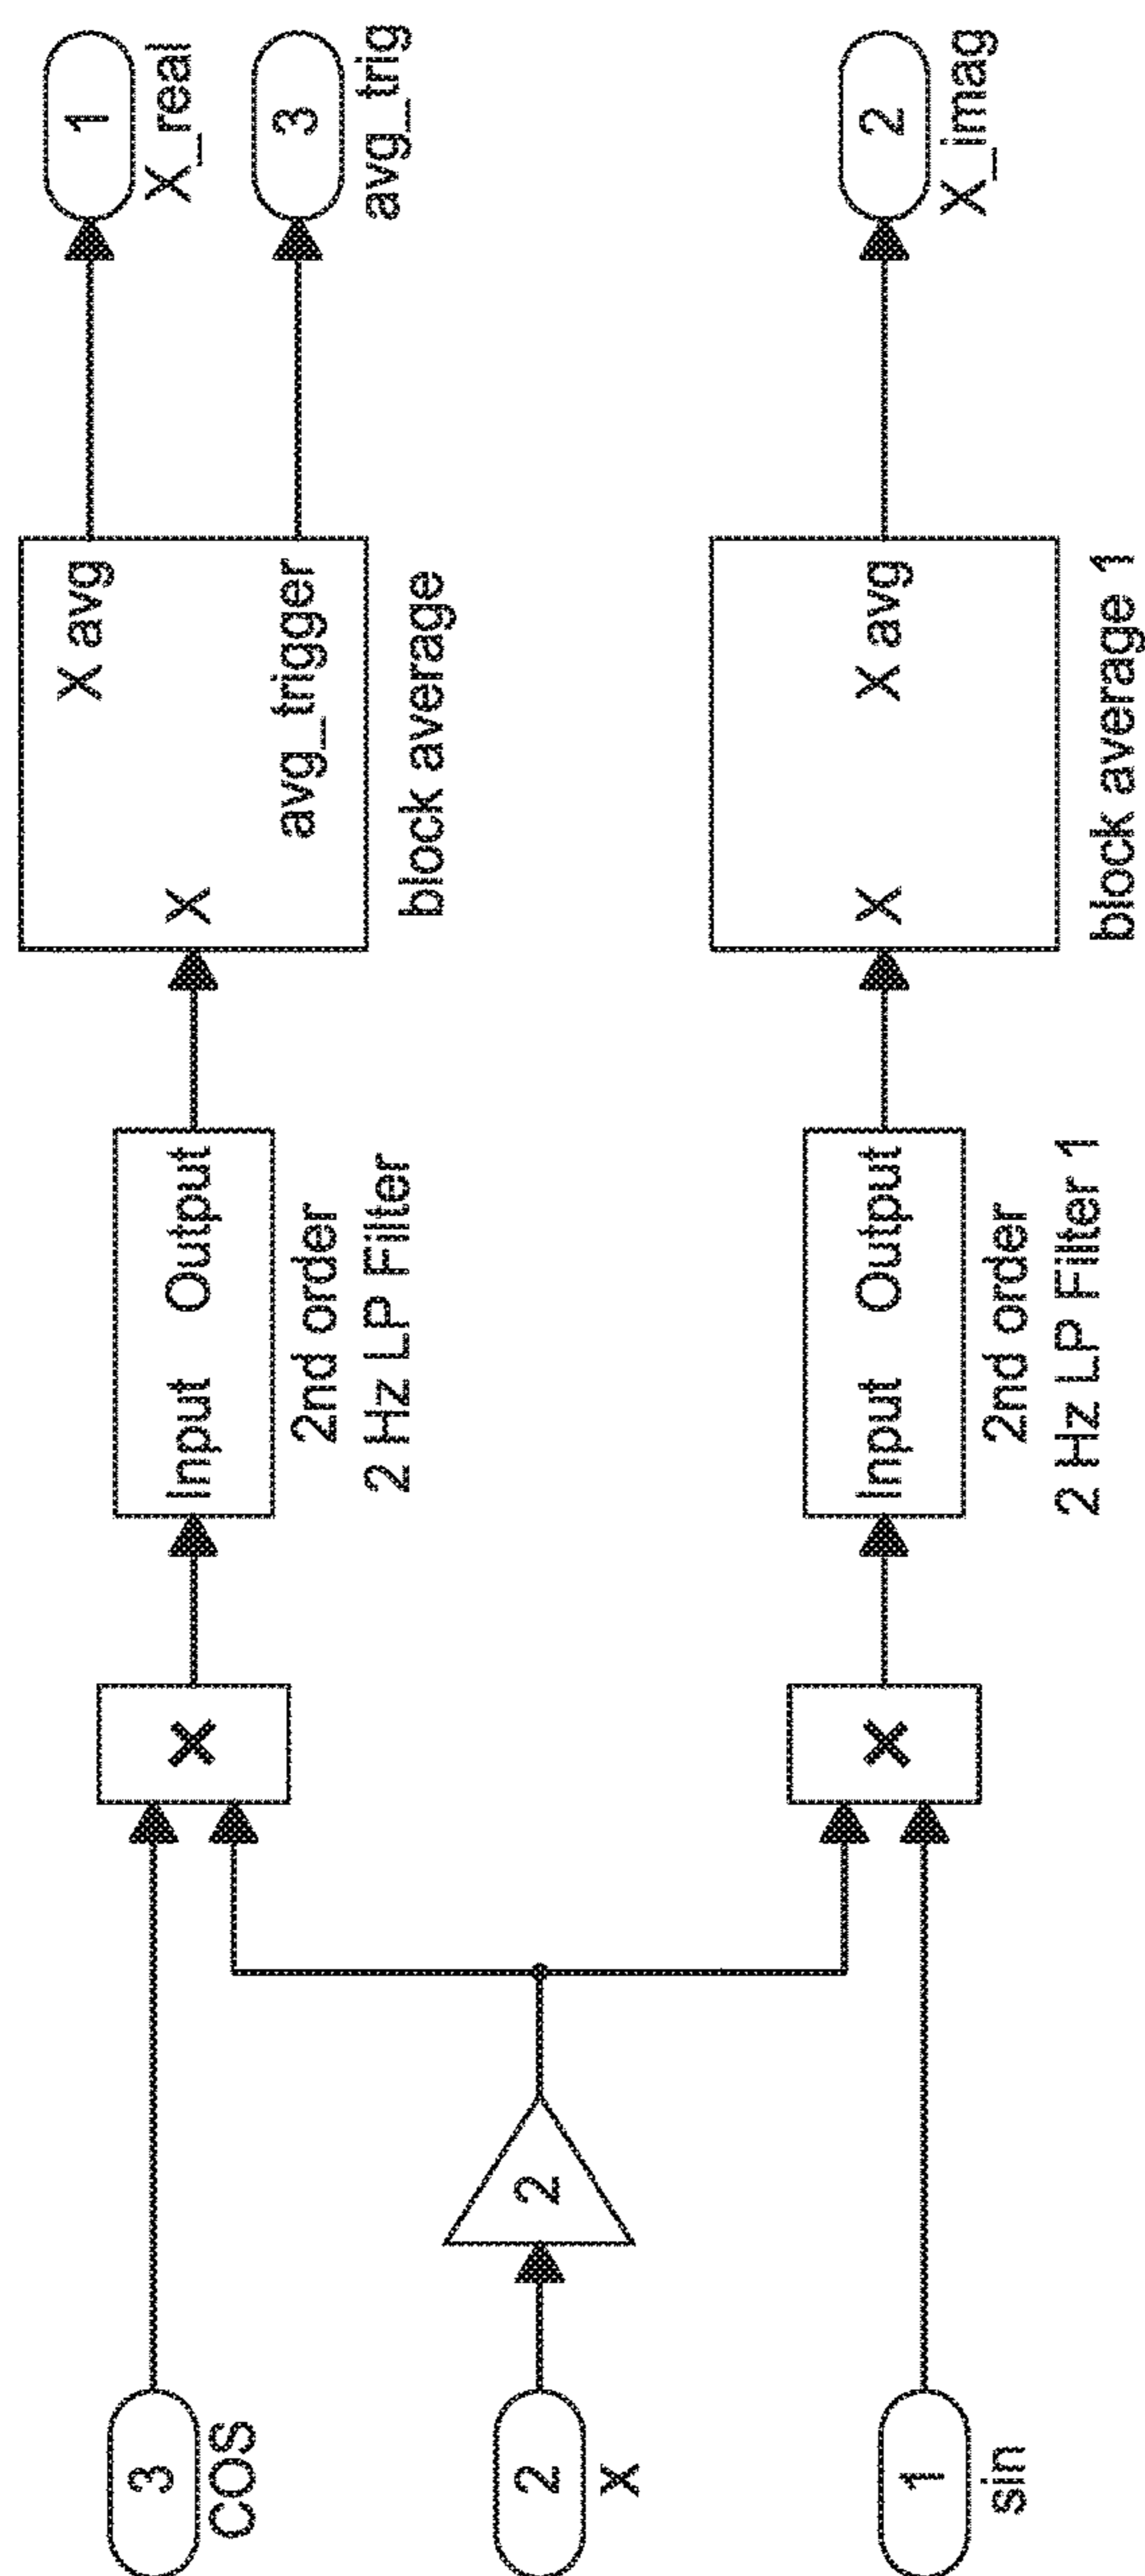 3
COS
2
x
1
sin
2
×
×
Input Output
2nd order
2 Hz LP Filter
Input Output
2nd order
2 Hz LP Filter 1
X
X avg
avg_trigger
block average
X
X avg
block average 1
1
X_real
3
avg_trig
2
X_imag